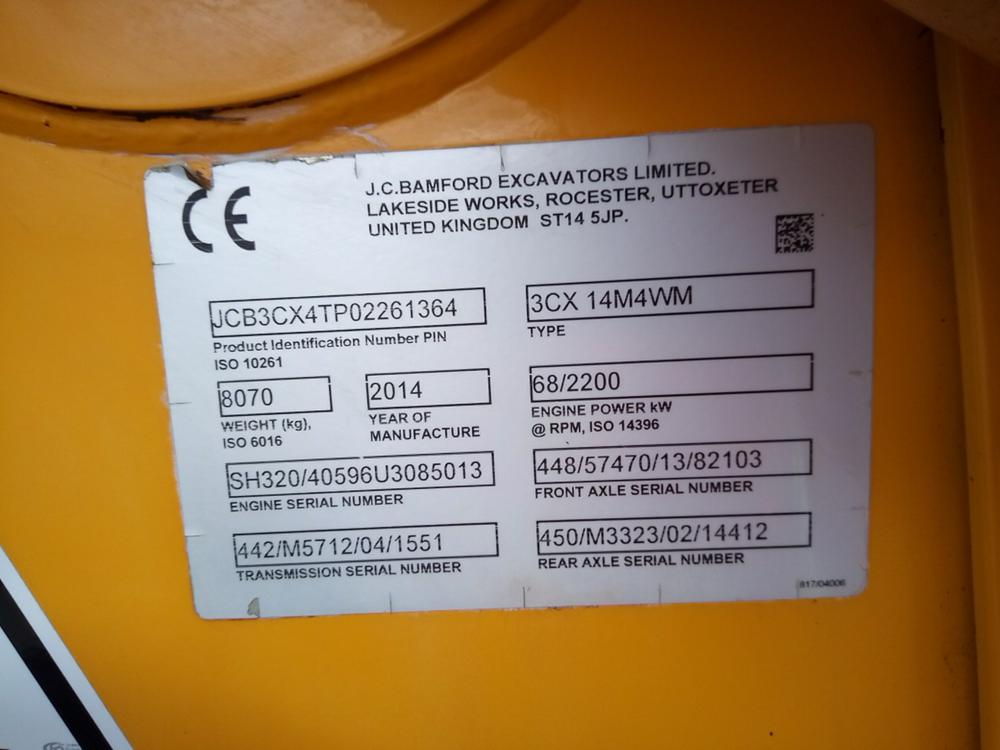 CE
J.C.BAMFORD EXCAVATORS LIMITED.
LAKESIDE WORKS, ROCESTER, UTTOXETER
UNITED KINGDOM ST14 5JP.
JCB3CX4TP02261364
Product Identification Number PIN
ISO 10261
3CX 14M4WM
TYPE
8070
WEIGHT (kg),
ISO 6016
2014
YEAR OF
MANUFACTURE
68/2200
ENGINE POWER kW
@ RPM, ISO 14396
SH320/40596U3085013
ENGINE SERIAL NUMBER
448/57470/13/82103
FRONT AXLE SERIAL NUMBER
442/M5712/04/1551
TRANSMISSION SERIAL NUMBER
450/M3323/02/14412
REAR AXLE SERIAL NUMBER
817/04006